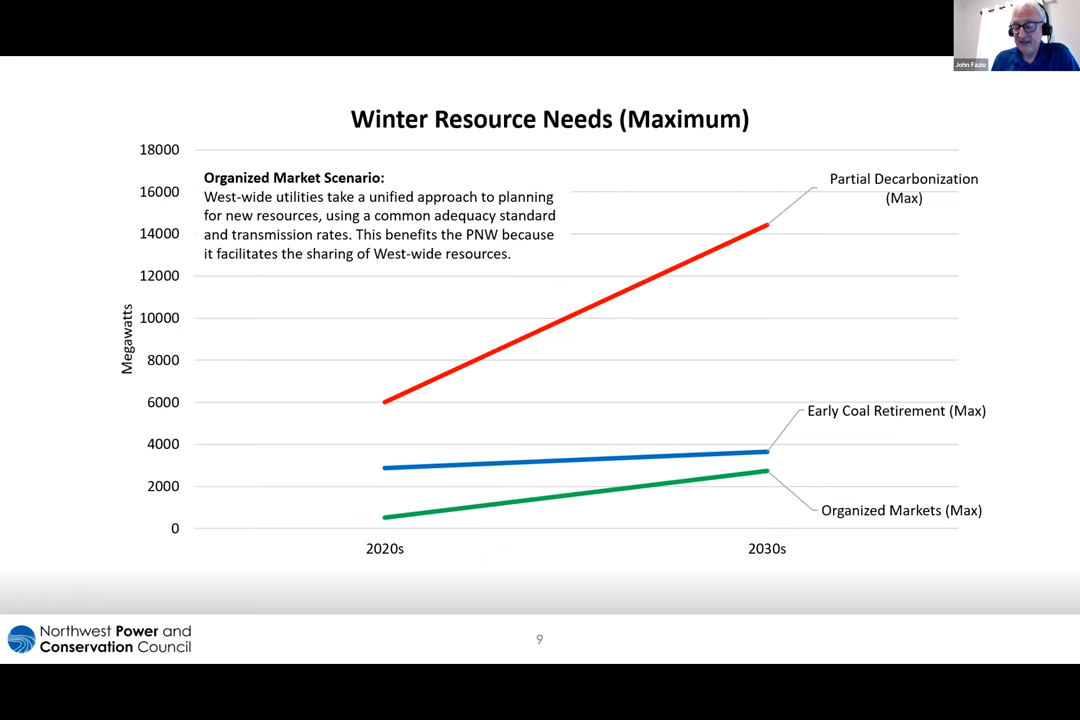 John Fazio
Winter Resource Needs (Maximum)
18000
16000
14000
12000
10000
8000
6000
4000
2000
0
Megawatts
Organized Market Scenario:
West-wide utilities take a unified approach to planning
for new resources, using a common adequacy standard
and transmission rates. This benefits the PNW because
it facilitates the sharing of West-wide resources.
Partial Decarbonization
(Max)
Early Coal Retirement (Max)
Organized Markets (Max)
2020s
2030s
Northwest Power and
Conservation Council
9